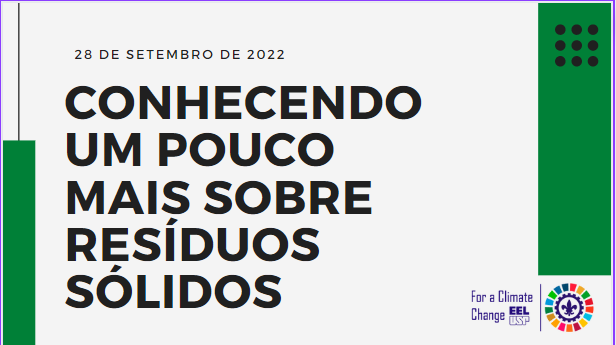 28 DE SETEMBRO DE 2022
CONHECENDO
UM POUCO
MAIS SOBRE
RESÍDUOS
SÓLIDOS
For a Climate
Change EEL
USP